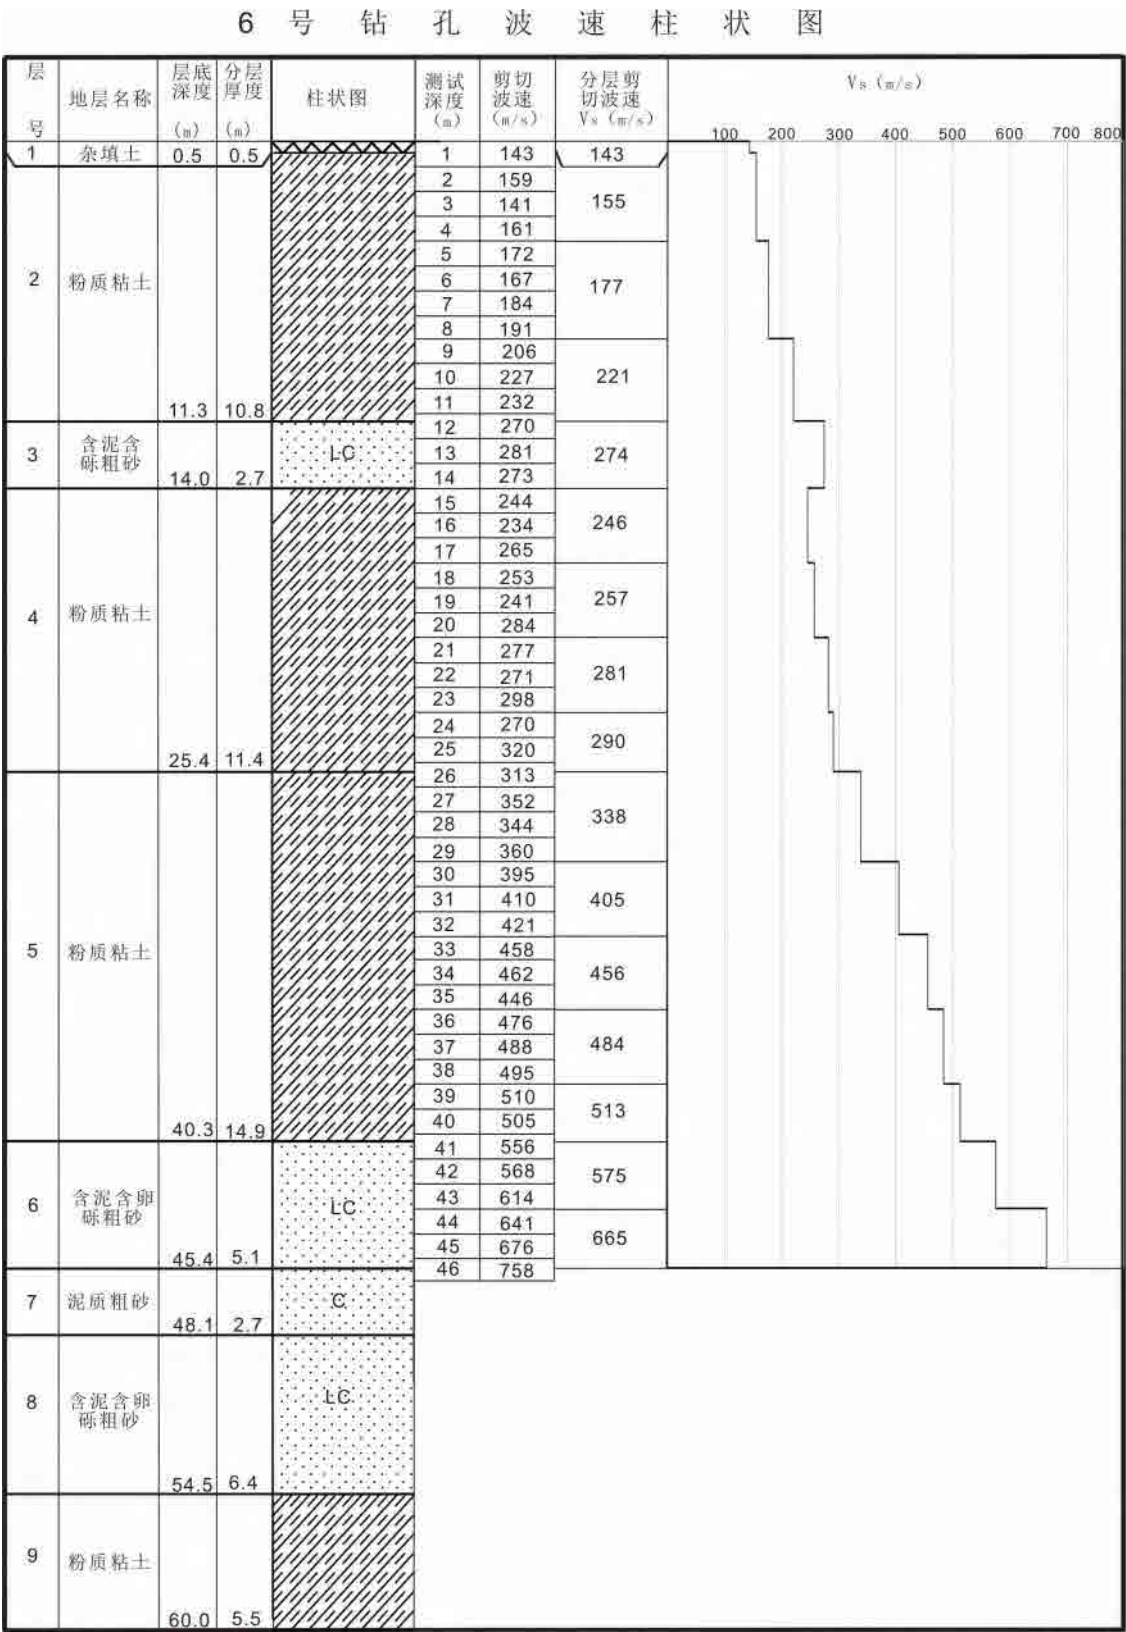 6 号 钻 孔 波 速 柱 状 图
层号 地层名称 层底深度(m) 分层厚度(m) 柱状图 测试深度(m) 剪切波速(m/s) 分层剪切波速Vs(m/s) Vs(m/s)
100 200 300 400 500 600 700 800
1 杂填土 0.5 0.5 1 143 143
2 159
3 141 155
4 161
5 172
2 粉质粘土 6 167 177
7 184
8 191
9 206
10 227 221
11.3 10.8 11 232
12 270
3 含泥含砾粗砂 LC 13 281 274
14.0 2.7 14 273
15 244
16 234 246
17 265
18 253
4 粉质粘土 19 241 257
20 284
21 277
22 271 281
23 298
24 270
25.4 11.4 25 320 290
26 313
27 352
28 344 338
29 360
30 395
31 410 405
32 421
5 粉质粘土 33 458
34 462 456
35 446
36 476
37 488 484
38 495
39 510
40.3 14.9 40 505 513
41 556
42 568 575
6 含泥含卵砾粗砂 LC 43 614
44 641
45.4 5.1 45 676 665
46 758
7 泥质粗砂 C
48.1 2.7
8 含泥含卵砾粗砂 LC
54.5 6.4
9 粉质粘土
60.0 5.5